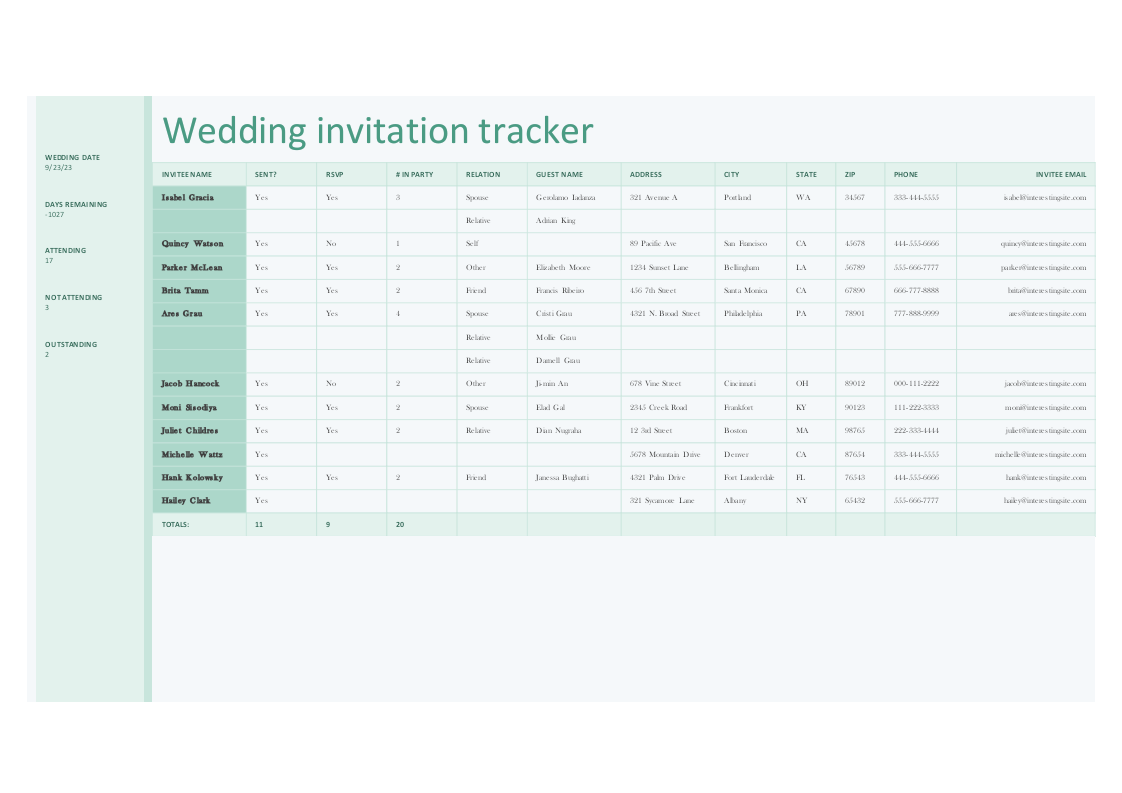 Wedding invitation tracker
WEDDING DATE
9/23/23
DAYS REMAINING
-1027
ATTENDING
17
NOT ATTENDING
3
OUTSTANDING
2
INVITEE NAME SENT? RSVP # IN PARTY RELATION GUEST NAME ADDRESS CITY STATE ZIP PHONE INVITEE EMAIL
Isabel Gracia Yes Yes 3 Spouse Gerolamo Iadanza 321 Avenue A Portland WA 34567 333-444-5555 isabel@interestingsite.com
Relative Adrian King
Quincy Watson Yes No 1 Self 89 Pacific Ave San Francisco CA 45678 444-555-6666 quincy@interestingsite.com
Parker McLean Yes Yes 2 Other Elizabeth Moore 1234 Sunset Lane Bellingham LA 56789 555-666-7777 parker@interestingsite.com
Brita Tamm Yes Yes 2 Friend Francis Ribeiro 456 7th Street Santa Monica CA 67890 666-777-8888 brita@interestingsite.com
Ares Grau Yes Yes 4 Spouse Cristi Grau 4321 N. Broad Street Philadelphia PA 78901 777-888-9999 ares@interestingsite.com
Relative Mollie Grau
Relative Darnell Grau
Jacob Hancock Yes No 2 Other Js-min An 678 Vine Street Cincinnati OH 89012 000-111-2222 jacob@interestingsite.com
Moni Sisodiya Yes Yes 2 Spouse Elad Gal 2345 Creek Road Frankfort KY 90123 111-222-3333 moni@interestingsite.com
Juliet Childres Yes Yes 2 Relative Dian Nugraha 12 3rd Street Boston MA 98765 222-333-4444 juliet@interestingsite.com
Michelle Wattz Yes 5678 Mountain Drive Denver CA 87654 333-444-5555 michelle@interestingsite.com
Hank Kolowsky Yes Yes 2 Friend Janessa Bughatti 4321 Palm Drive Fort Lauderdale FL 76543 444-555-6666 hank@interestingsite.com
Hailey Clark Yes 321 Sycamore Lane Albany NY 65432 555-666-7777 hailey@interestingsite.com
TOTALS: 11 9 20